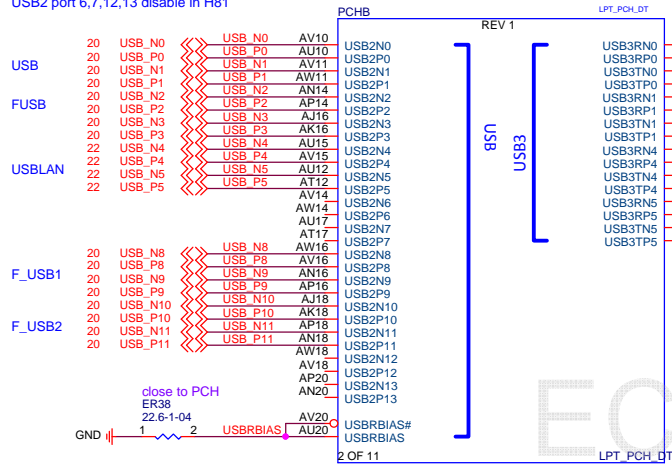 USB2 port 6,7,12,13 disable in H81
PCHB LPT_PCH_DT
REV 1
20 USB_N0 USB_N0 AV10 USB2N0 USB3RN0
20 USB_P0 USB_P0 AU10 USB2P0 USB3RP0
USB 20 USB_N1 USB_N1 AV11 USB2N1 USB3TN0
20 USB_P1 USB_P1 AW11 USB2P1 USB3TP0
20 USB_N2 USB_N2 AN14 USB2N2 USB3RN1
FUSB 20 USB_P2 USB_P2 AP14 USB2P2 USB3RP1
20 USB_N3 USB_N3 AJ16 USB2N3 USB3TN1
20 USB_P3 USB_P3 AK16 USB2P3 USB3TP1
22 USB_N4 USB_N4 AU15 USB2N4 USB3RN4
22 USB_P4 USB_P4 AV15 USB2P4 USB3RP4
USBLAN 22 USB_N5 USB_N5 AU12 USB2N5 USB3TN4
22 USB_P5 USB_P5 AT12 USB2P5 USB3TP4
AV14 USB2N6 USB3RN5
AW14 USB2P6 USB3RP5
AU17 USB2N7 USB3TN5
AT17 USB2P7 USB3TP5
20 USB_N8 USB_N8 AW16 USB2N8
20 USB_P8 USB_P8 AV16 USB2P8
F_USB1 20 USB_N9 USB_N9 AN16 USB2N9
20 USB_P9 USB_P9 AP16 USB2P9
20 USB_N10 USB_N10 AJ18 USB2N10
20 USB_P10 USB_P10 AK18 USB2P10
F_USB2 20 USB_N11 USB_N11 AP18 USB2N11
20 USB_P11 USB_P11 AN18 USB2P11
AW18 USB2N12
AV18 USB2P12
AP20 USB2N13
AN20 USB2P13
USB
USB3
close to PCH
ER38
22.6-1-04
AV20 USBRBIAS#
GND 1 2 USBRBIAS AU20 USBRBIAS
2 OF 11 LPT_PCH_DT
EC